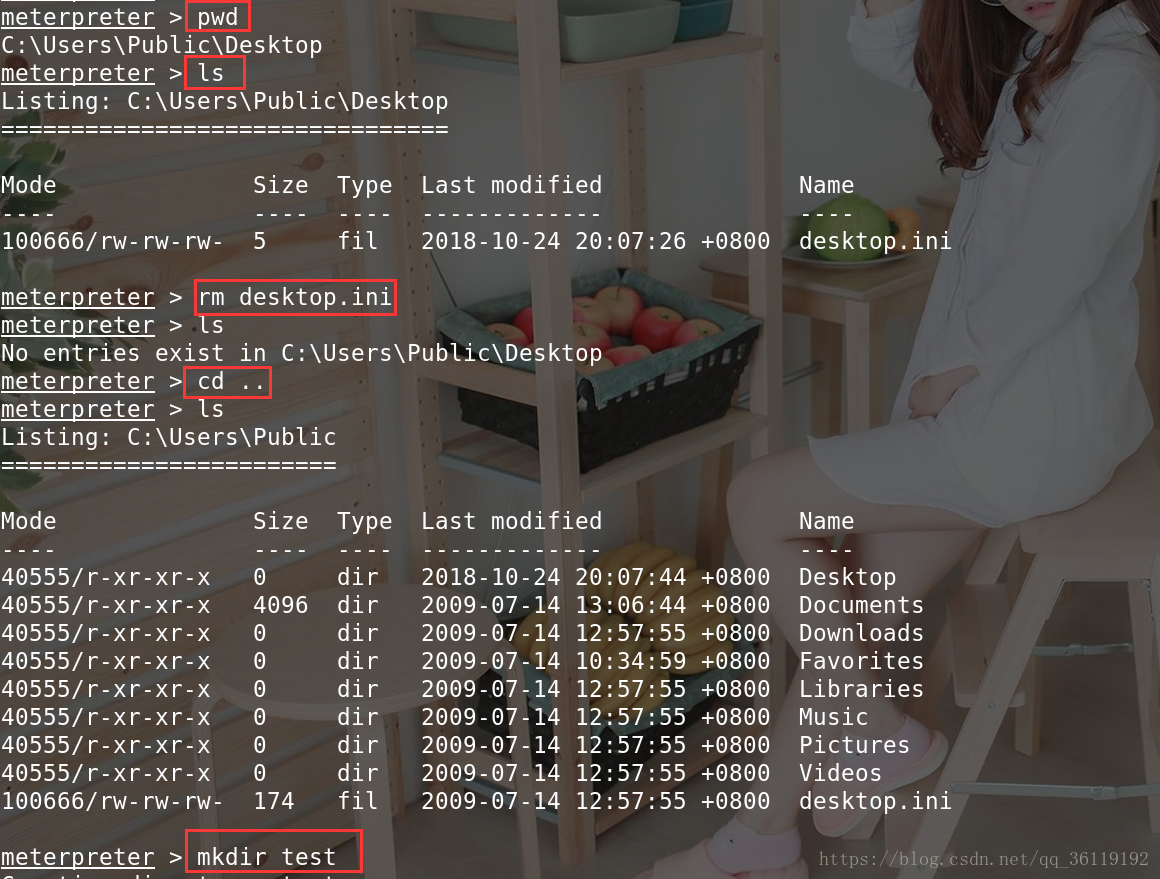 meterpreter > pwd
C:\Users\Public\Desktop
meterpreter > ls
Listing: C:\Users\Public\Desktop
================================
Mode              Size  Type  Last modified              Name
----              ----  ----  -------------              ----
100666/rw-rw-rw-  5     fil   2018-10-24 20:07:26 +0800  desktop.ini
meterpreter > rm desktop.ini
meterpreter > ls
No entries exist in C:\Users\Public\Desktop
meterpreter > cd ..
meterpreter > ls
Listing: C:\Users\Public
========================
Mode              Size  Type  Last modified              Name
----              ----  ----  -------------              ----
40555/r-xr-xr-x   0     dir   2018-10-24 20:07:44 +0800  Desktop
40555/r-xr-xr-x   4096  dir   2009-07-14 13:06:44 +0800  Documents
40555/r-xr-xr-x   0     dir   2009-07-14 12:57:55 +0800  Downloads
40555/r-xr-xr-x   0     dir   2009-07-14 10:34:59 +0800  Favorites
40555/r-xr-xr-x   0     dir   2009-07-14 12:57:55 +0800  Libraries
40555/r-xr-xr-x   0     dir   2009-07-14 12:57:55 +0800  Music
40555/r-xr-xr-x   0     dir   2009-07-14 12:57:55 +0800  Pictures
40555/r-xr-xr-x   0     dir   2009-07-14 12:57:55 +0800  Videos
100666/rw-rw-rw-  174   fil   2009-07-14 12:57:55 +0800  desktop.ini
meterpreter > mkdir test
https://blog.csdn.net/qq_36119192